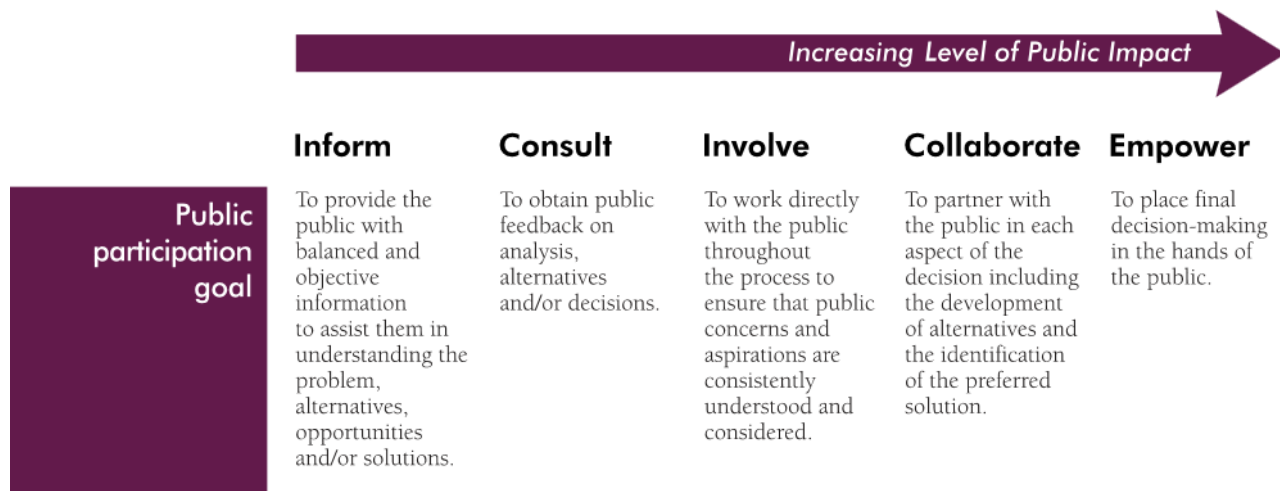 Increasing Level of Public Impact
Inform
Consult
Involve
Collaborate
Empower
Public
participation
goal
To provide the
public with
balanced and
objective
information
to assist them in
understanding the
problem,
alternatives,
opportunities
and/or solutions.
To obtain public
feedback on
analysis,
alternatives
and/or decisions.
To work directly
with the public
throughout
the process to
ensure that public
concerns and
aspirations are
consistently
understood and
considered.
To partner with
the public in each
aspect of the
decision including
the development
of alternatives and
the identification
of the preferred
solution.
To place final
decision-making
in the hands of
the public.